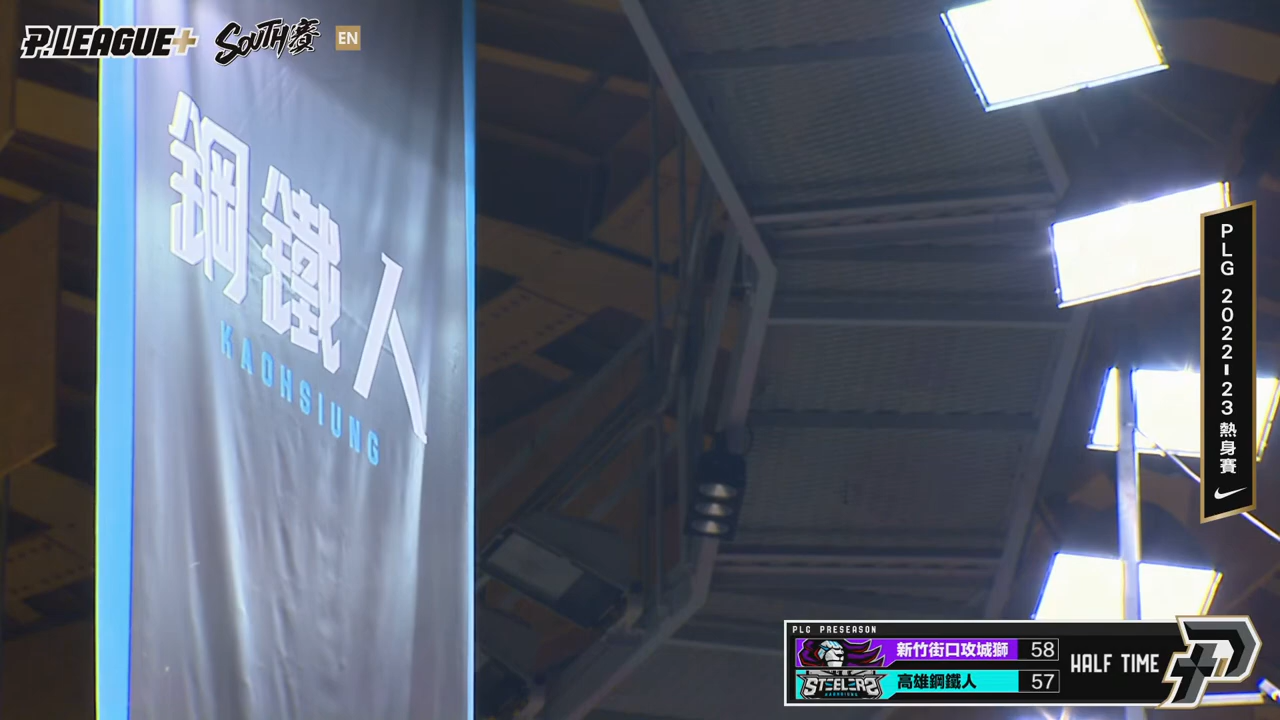 P.LEAGUE+
SOUTH賽
EN
鋼鐵人
KAOHSIUNG
PLG 2022-23 熱身賽
PLG PRESEASON
新竹街口攻城獅 58
STEELERS
KAOHSIUNG
高雄鋼鐵人 57
HALF TIME